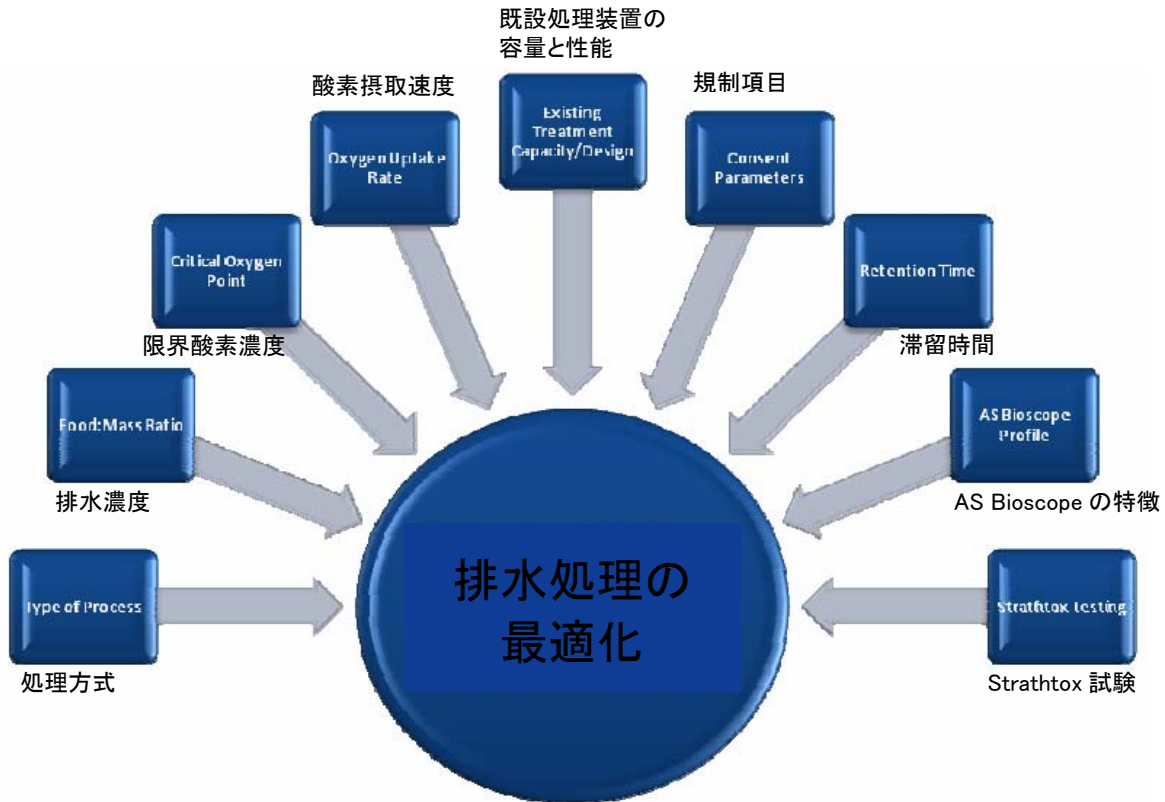 既設処理装置の
容量と性能
酸素摂取速度
規制項目
Existing
Treatment
Capacity/Design
Oxygen Uptake
Rate
Consent
Parameters
Critical Oxygen
Point
Retention Time
限界酸素濃度
滞留時間
Food:Mass Ratio
AS Bioscope
Profile
排水濃度
AS Bioscope の特徴
排水処理の
最適化
Type of Process
Strathtox Testing
処理方式
Strathtox 試験